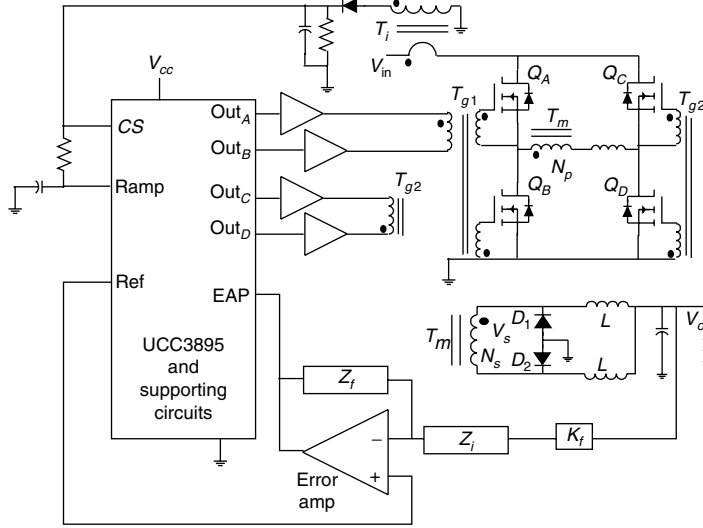 T_i
V_in
V_cc
Q_A
Q_C
T_g1
T_g2
Out_A
CS
T_m
Out_B
N_p
Ramp
T_g2
Q_B
Q_D
Out_C
Out_D
Ref
EAP
V_s
D_1
L
V_o
T_m
N_s
D_2
L
UCC3895
and
supporting
circuits
Z_f
−
Z_i
K_f
+
Error
amp